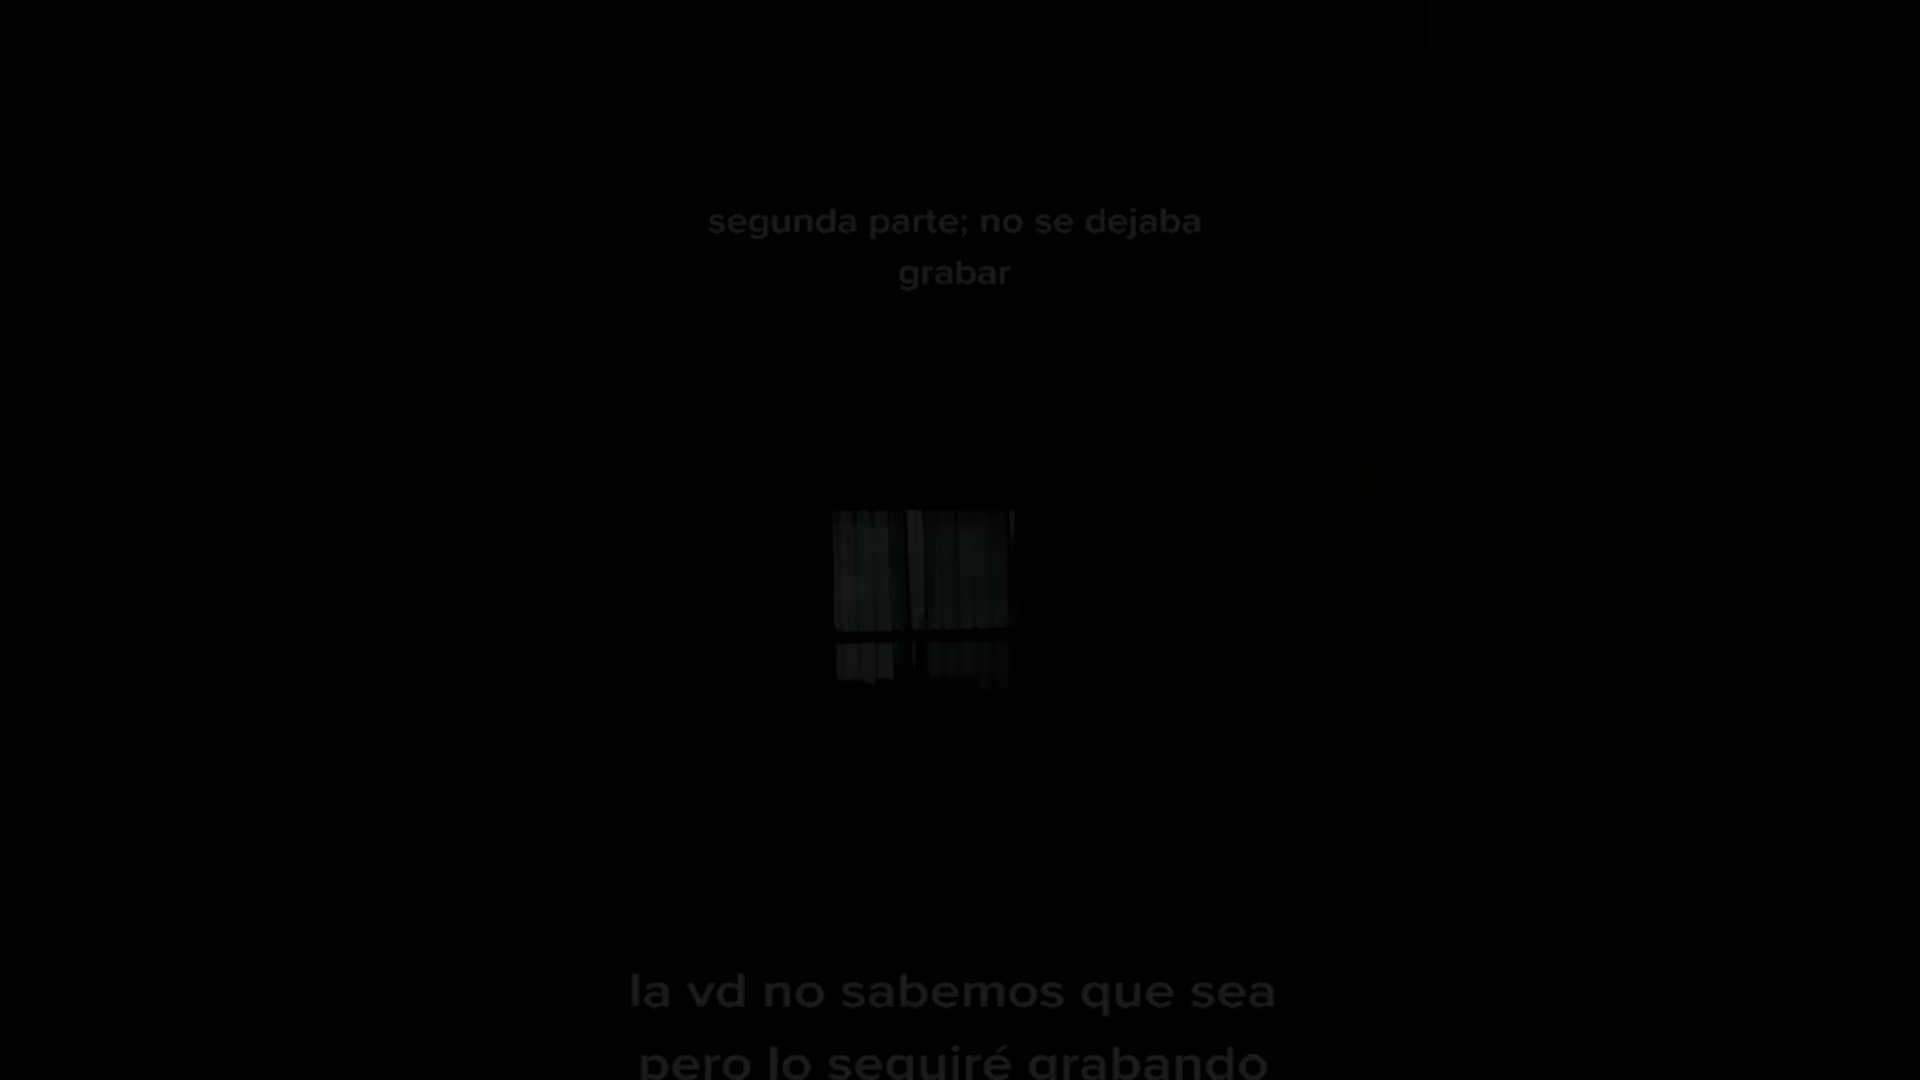 segunda parte; no se dejaba
grabar
la vd no sabemos que sea
pero lo seguiré grabando